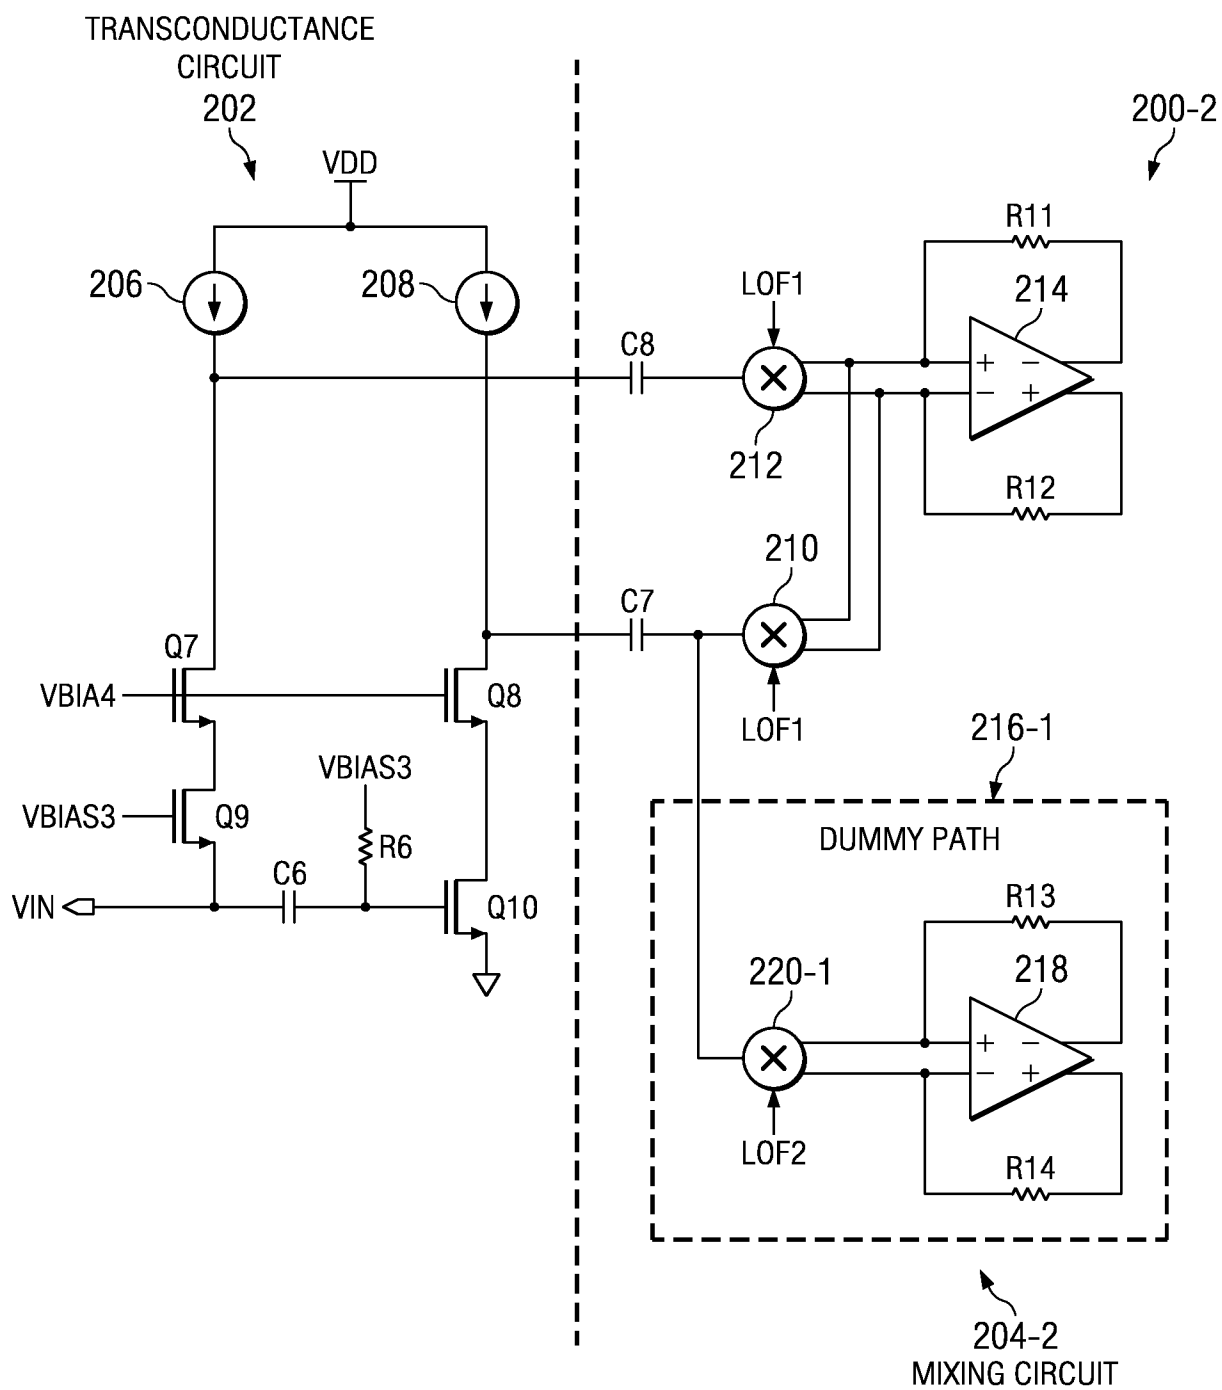 TRANSCONDUCTANCE
CIRCUIT
202
200-2
VDD
R11
206
208
LOF1
214
C8
+ −
− +
212
R12
210
C7
Q7
VBIA4
Q8
LOF1
216-1
VBIAS3
VBIAS3
Q9
R6
DUMMY PATH
C6
VIN
Q10
R13
220-1
218
+ −
− +
LOF2
R14
204-2
MIXING CIRCUIT